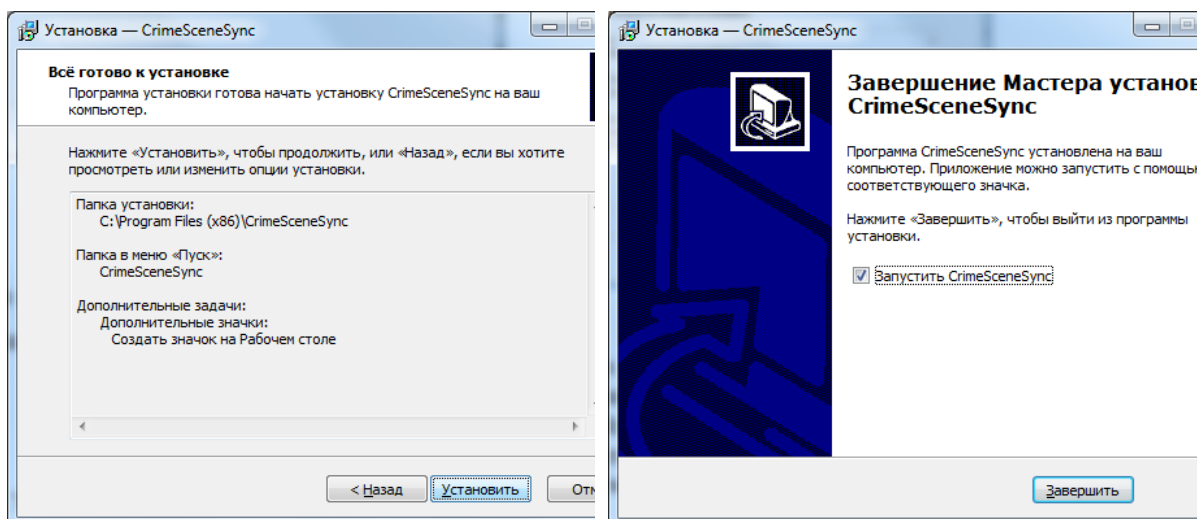 Установка — CrimeSceneSync
Всё готово к установке
Программа установки готова начать установку CrimeSceneSync на ваш
компьютер.
Нажмите «Установить», чтобы продолжить, или «Назад», если вы хотите
просмотреть или изменить опции установки.
Папка установки:
C:\Program Files (x86)\CrimeSceneSync
Папка в меню «Пуск»:
CrimeSceneSync
Дополнительные задачи:
Дополнительные значки:
Создать значок на Рабочем столе
< Назад
Установить
Отм
Установка — CrimeSceneSync
Завершение Мастера установ
CrimeSceneSync
Программа CrimeSceneSync установлена на ваш
компьютер. Приложение можно запустить с помощью
соответствующего значка.
Нажмите «Завершить», чтобы выйти из программы
установки.
Запустить CrimeSceneSync
Завершить